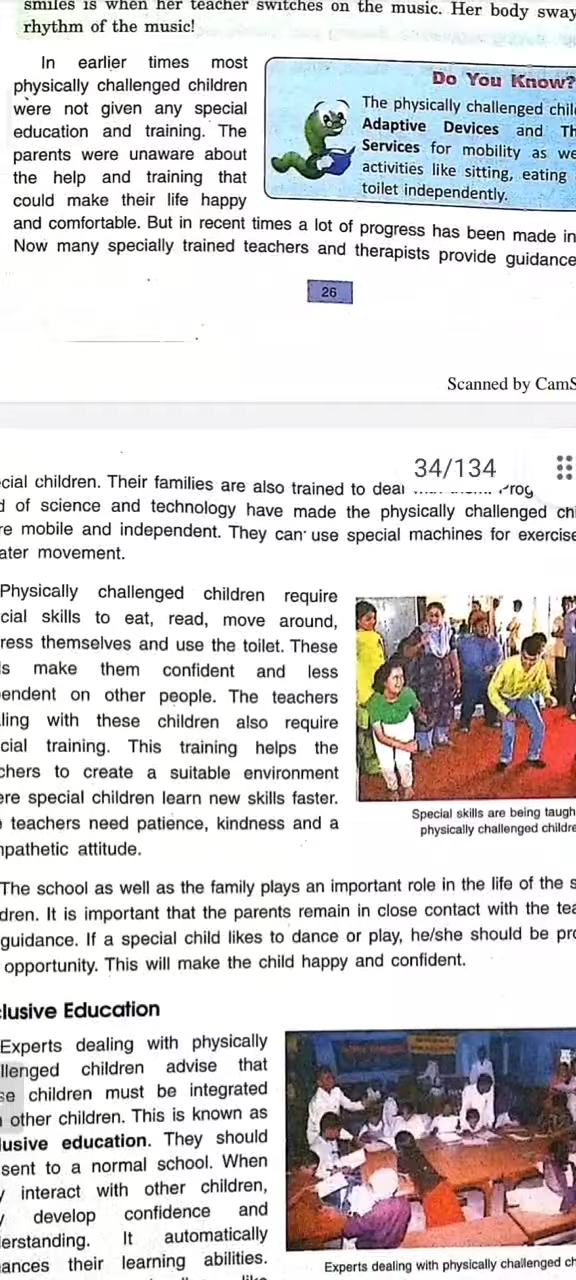 smiles is when her teacher switches on the music. Her body sway
rhythm of the music!
In earlier times most
physically challenged children
were not given any special
education and training. The
parents were unaware about
the help and training that
could make their life happy
and comfortable. But in recent times a lot of progress has been made in
Now many specially trained teachers and therapists provide guidance
Do You Know?
The physically challenged chil
Adaptive Devices and Th
Services for mobility as we
activities like sitting, eating
toilet independently.
26
Scanned by CamS
34/134
cial children. Their families are also trained to deal
of science and technology have made the physically challenged chi
re mobile and independent. They can use special machines for exercise
ater movement.
Physically challenged children require
cial skills to eat, read, move around,
ress themselves and use the toilet. These
ls make them confident and less
endent on other people. The teachers
ling with these children also require
cial training. This training helps the
chers to create a suitable environment
ere special children learn new skills faster.
teachers need patience, kindness and a
npathetic attitude.
Special skills are being taugh
physically challenged childre
The school as well as the family plays an important role in the life of the s
dren. It is important that the parents remain in close contact with the tea
guidance. If a special child likes to dance or play, he/she should be pro
opportunity. This will make the child happy and confident.
clusive Education
Experts dealing with physically
llenged children advise that
se children must be integrated
other children. This is known as
lusive education. They should
sent to a normal school. When
interact with other children,
develop confidence and
erstanding. It automatically
ances their learning abilities.
Experts dealing with physically challenged ch